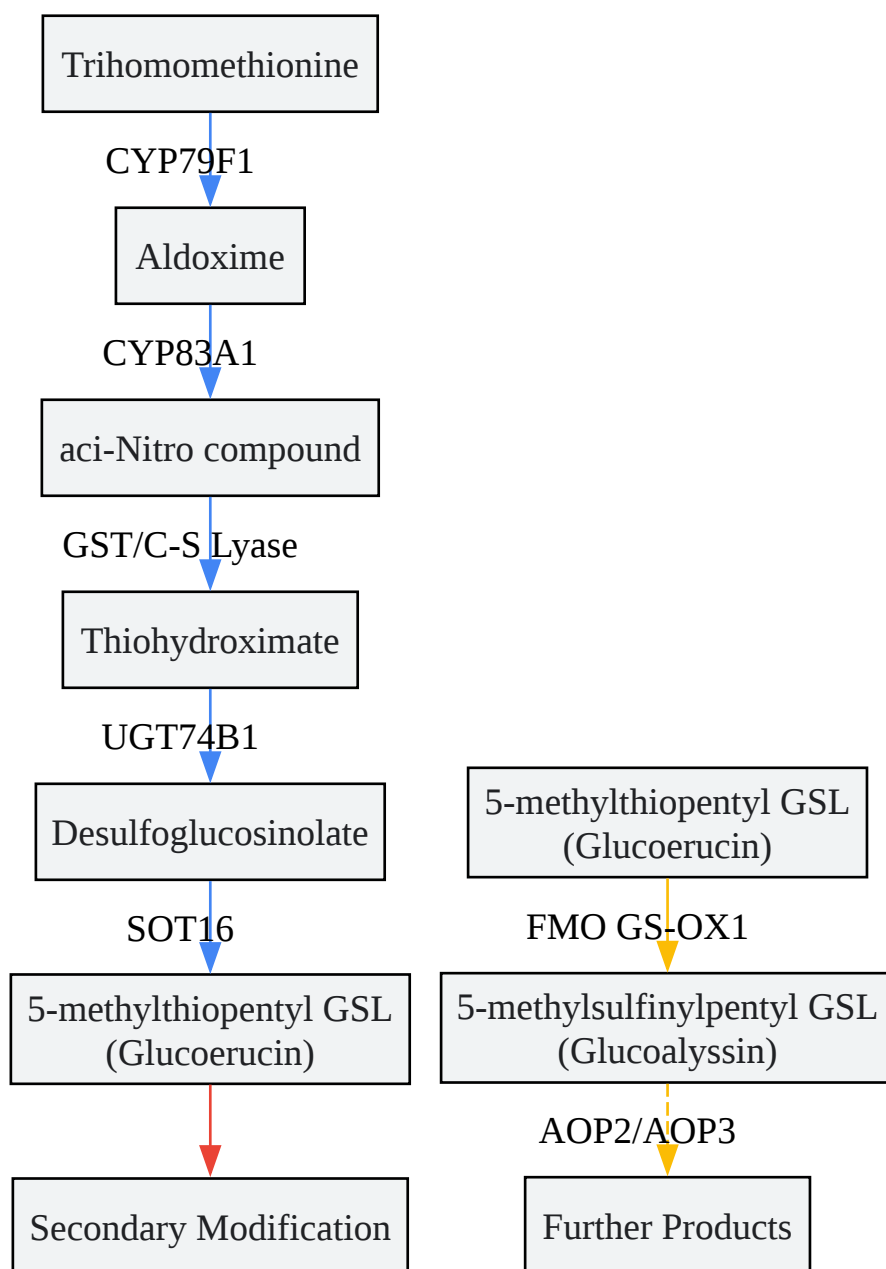 Trihomomethionine
CYP79F1
Aldoxime
CYP83A1
aci-Nitro compound
GST/C-S Lyase
Thiohydroximate
UGT74B1
Desulfoglucosinolate
SOT16
5-methylthiopentyl GSL
(Glucoerucin)
Secondary Modification
5-methylthiopentyl GSL
(Glucoerucin)
FMO GS-OX1
5-methylsulfinylpentyl GSL
(Glucoalyssin)
AOP2/AOP3
Further Products